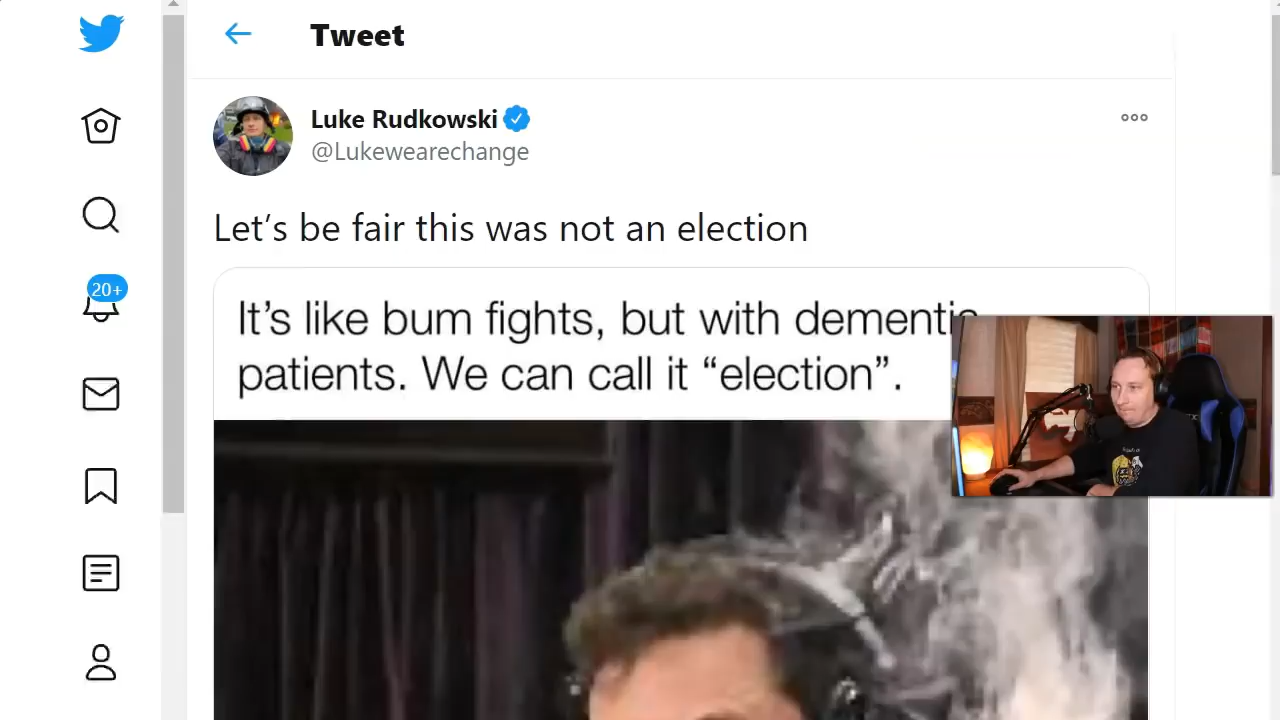 Tweet
Luke Rudkowski
@Lukewearechange
Let's be fair this was not an election
20+
It's like bum fights, but with dementia
patients. We can call it “election”.